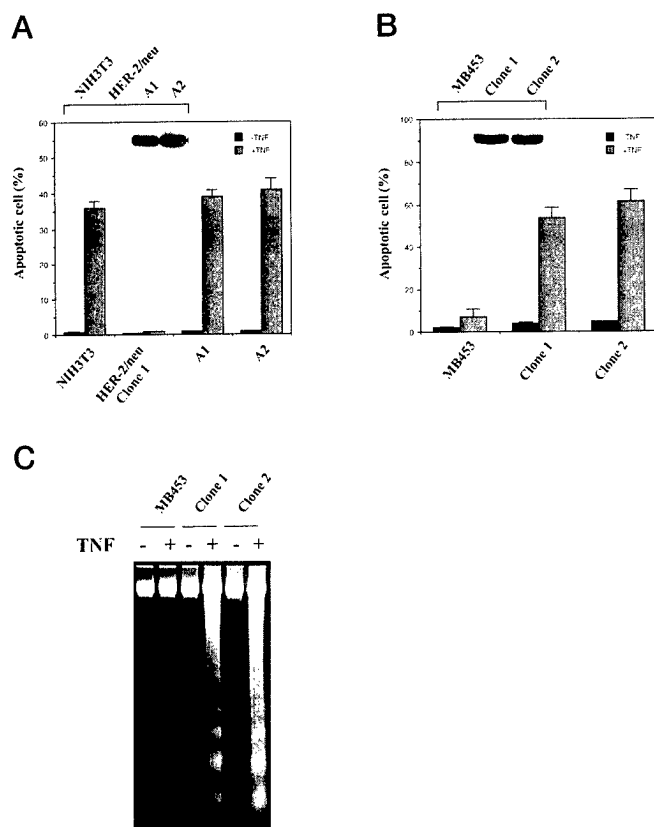 A
NIH3T3 HER-2/neu A1 A2
60
50
40
30
20
10
0
Apoptotic cell (%)
-TNF
+TNF
NIH3T3 HER-2/neu Clone 1 A1 A2
B
MB453 Clone 1 Clone 2
100
80
60
40
20
0
Apoptotic cell (%)
-TNF
+TNF
MB453 Clone 1 Clone 2
C
MB453 Clone 1 Clone 2
TNF - + - + - +